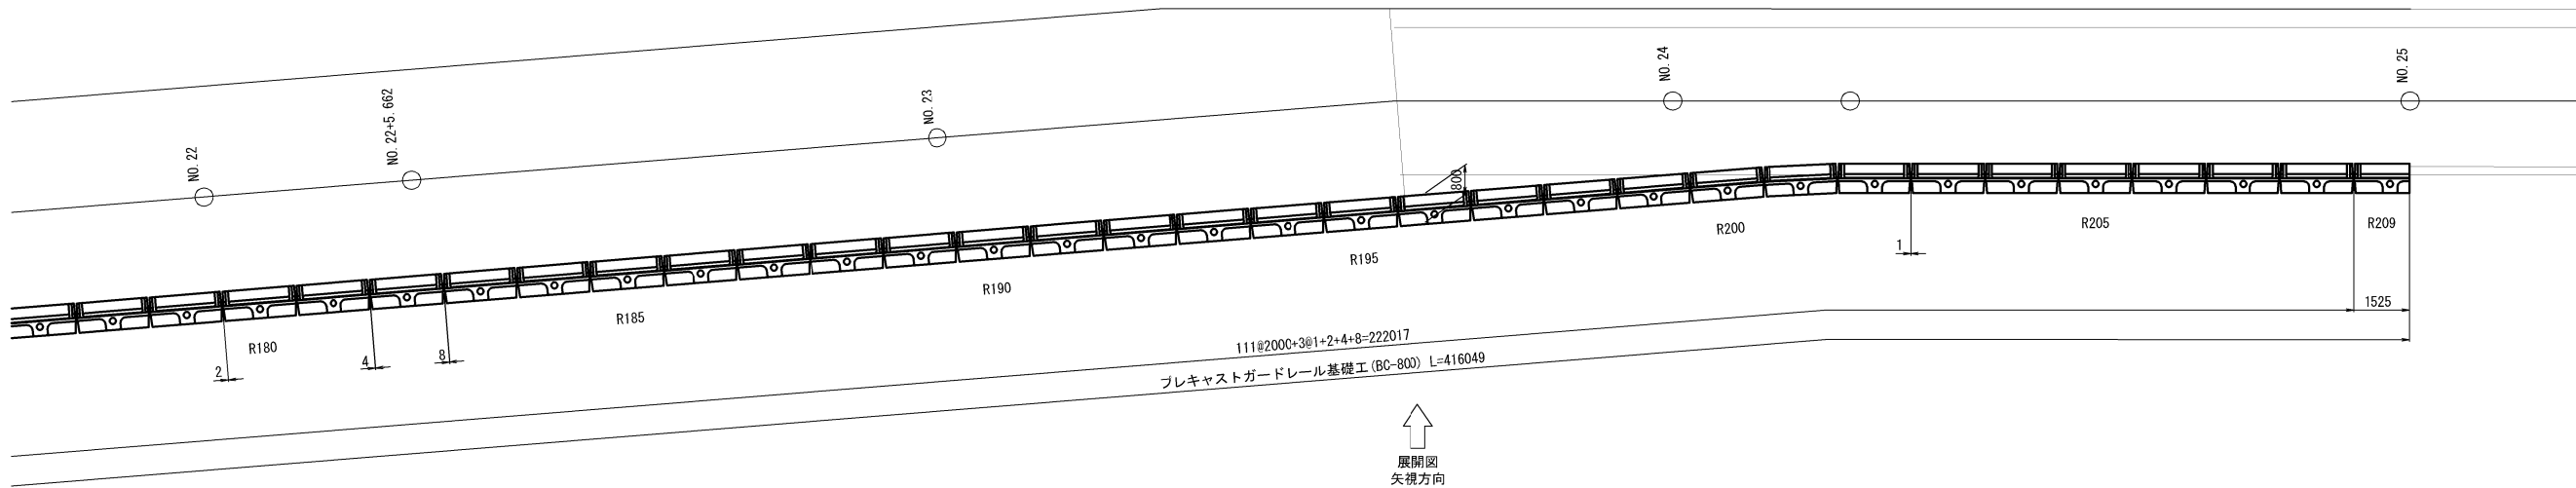 NO.22
NO.22+5.662
NO.23
NO.24
NO.25
800
R180
R185
R190
R195
R200
R205
R209
2
4
8
1
1525
111@2000+3@1+2+4+8=222017
プレキャストガードレール基礎工(BC-800) L=416049
展開図
矢視方向